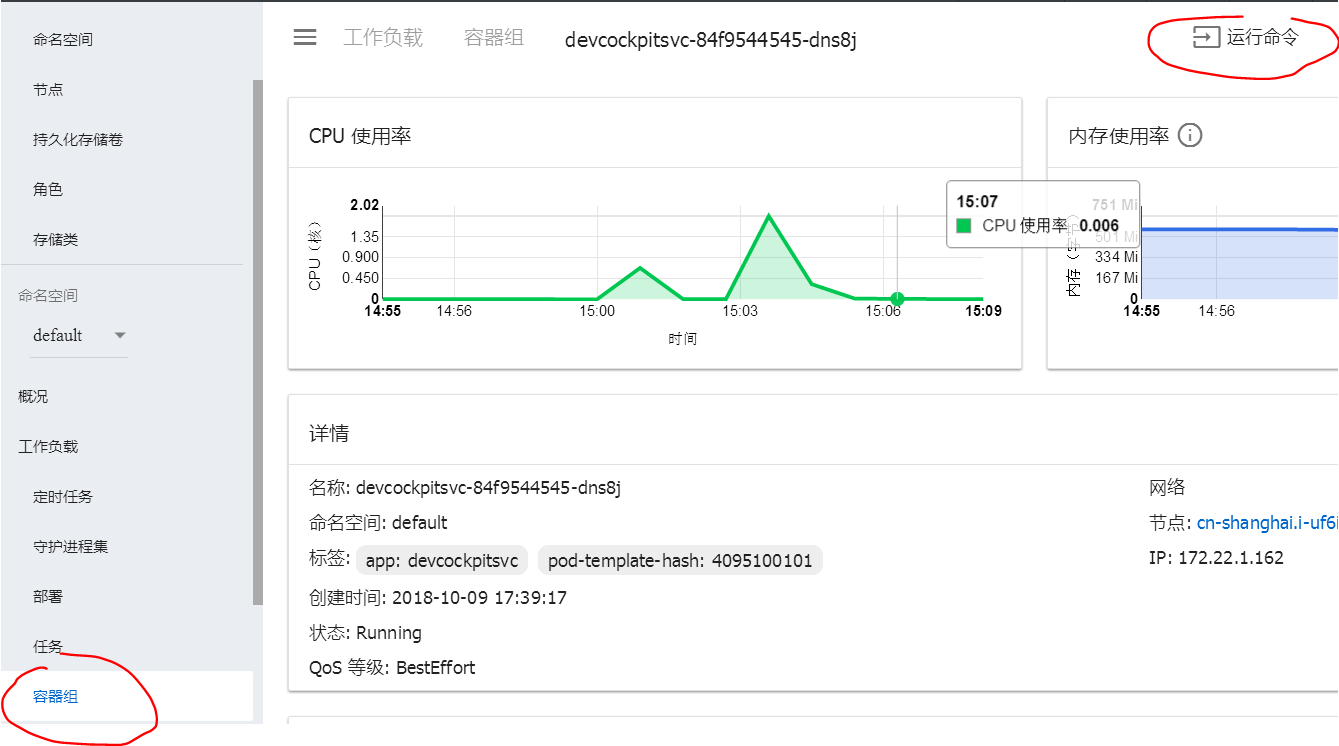 命名空间
节点
持久化存储卷
角色
存储类
命名空间
default
概况
工作负载
定时任务
守护进程集
部署
任务
容器组
工作负载 容器组 devcockpitsvc-84f9544545-dns8j
运行命令
CPU 使用率
CPU (核)
2.02
1.35
0.900
0.450
0
14:55 14:56 15:00 15:03 15:06 15:09
时间
15:07
CPU 使用率 0.006
内存使用率
751 Mi
501 Mi
334 Mi
167 Mi
0
14:55 14:56
详情
名称: devcockpitsvc-84f9544545-dns8j
命名空间: default
标签: app: devcockpitsvc pod-template-hash: 4095100101
创建时间: 2018-10-09 17:39:17
状态: Running
QoS 等级: BestEffort
网络
节点: cn-shanghai.i-uf6i
IP: 172.22.1.162